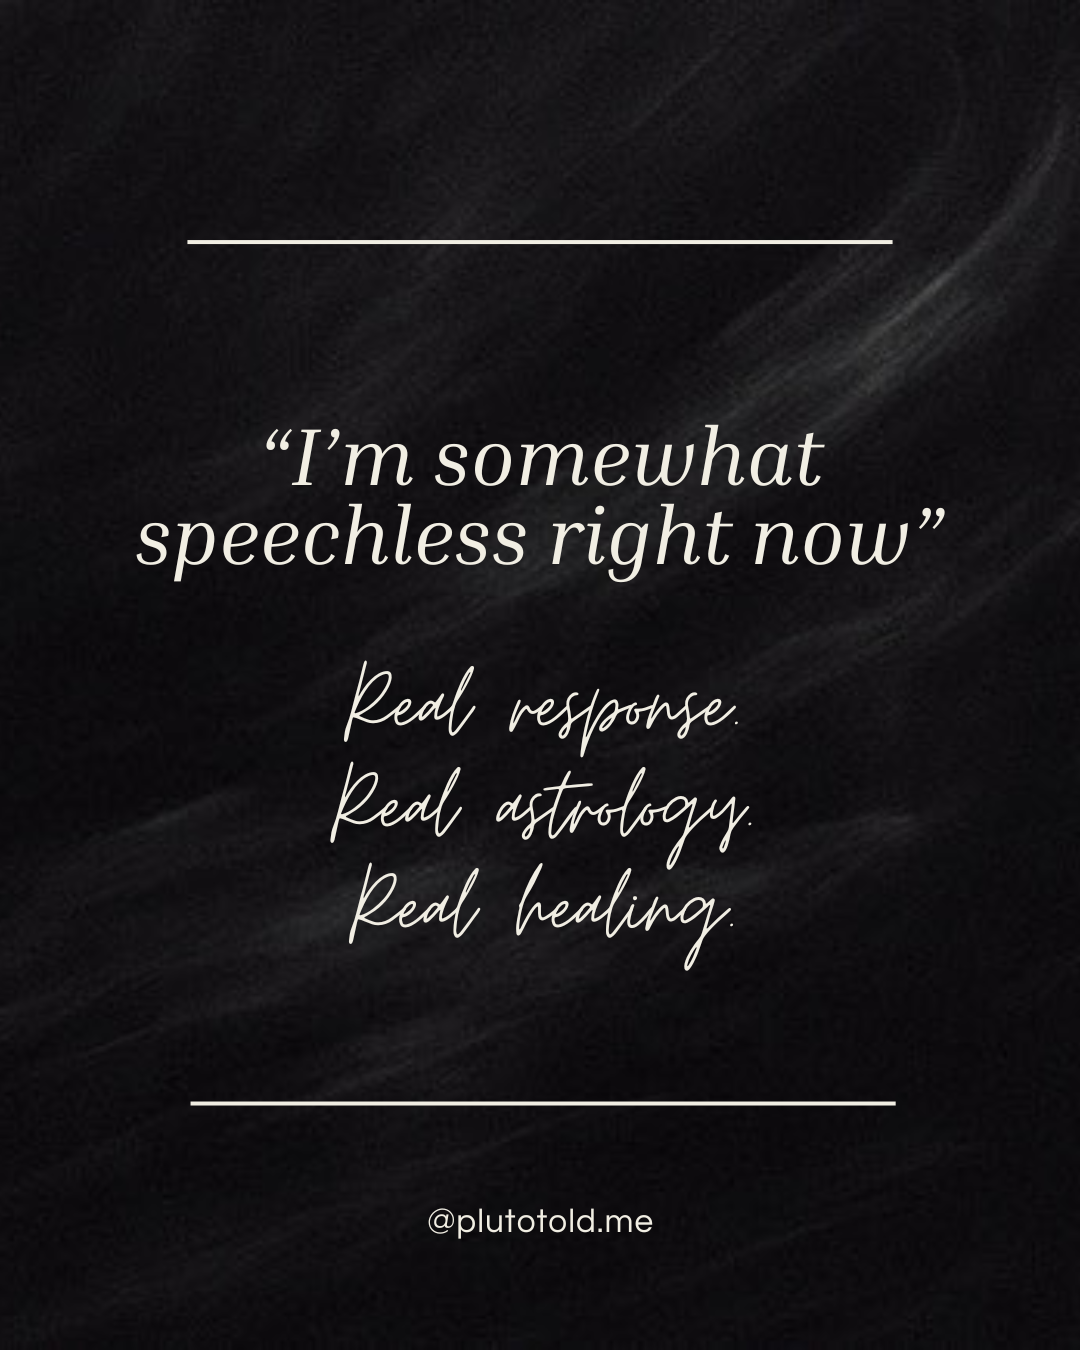 “I’m somewhat
speechless right now”
Real response.
Real astrology.
Real healing.
@plutotold.me